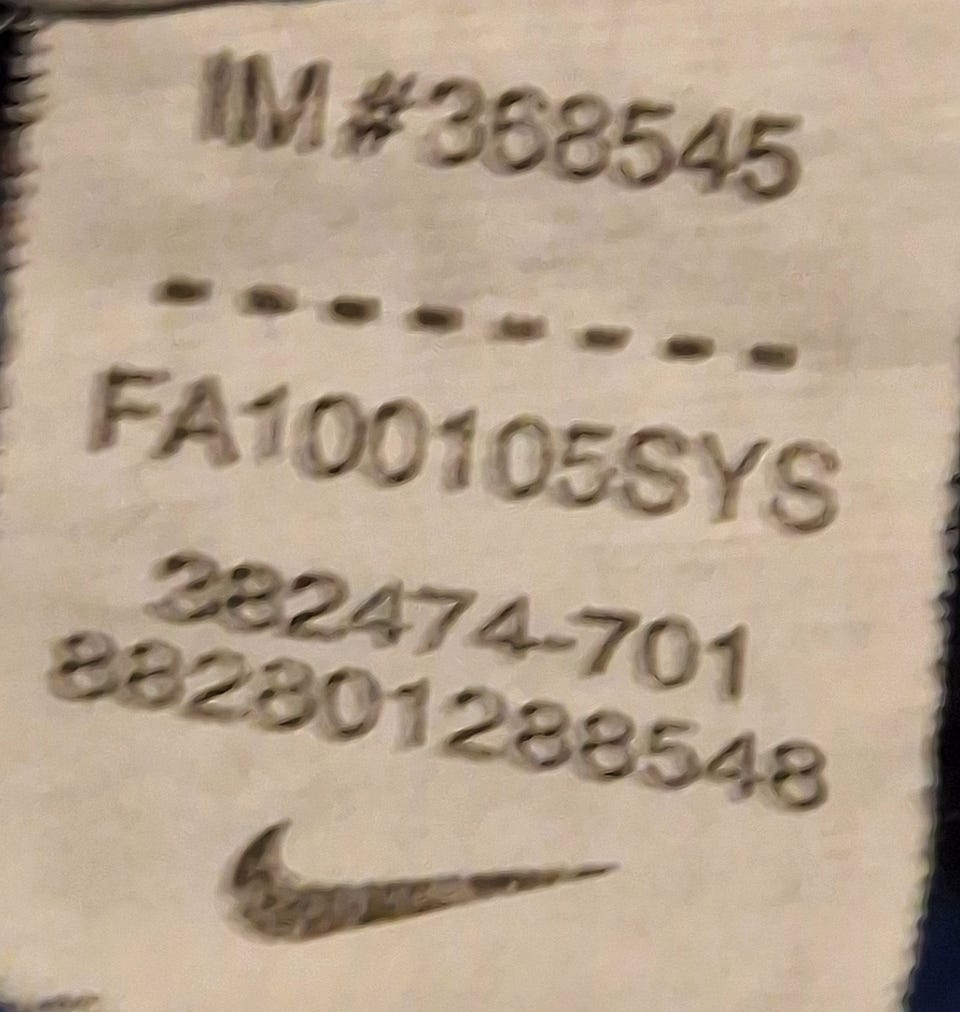 IM #368545
--------
FA100105SYS
382474-701
882801288548